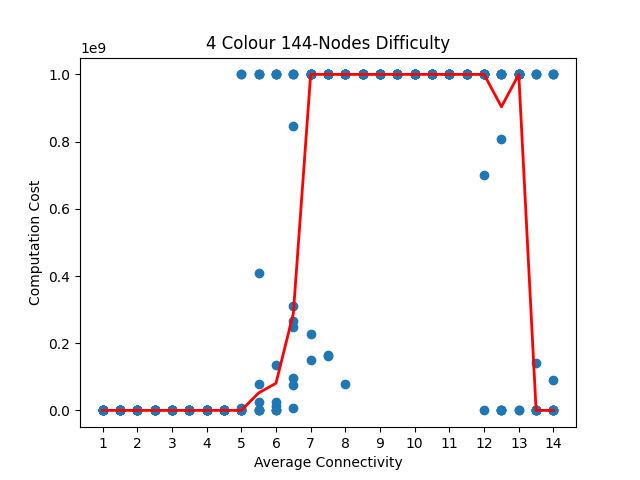 4 Colour 144-Nodes Difficulty
1e9
1.0
0.8
0.6
0.4
0.2
0.0
Computation Cost
1 2 3 4 5 6 7 8 9 10 11 12 13 14
Average Connectivity